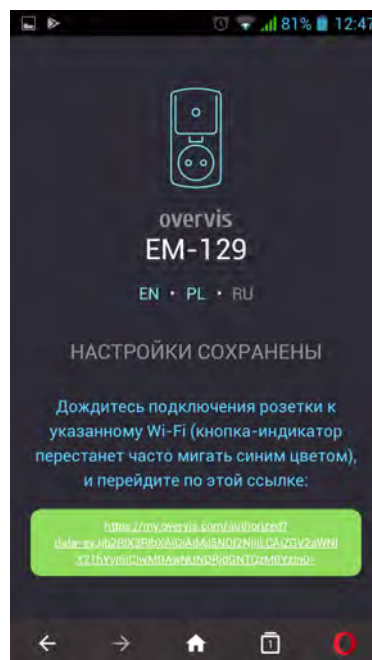 81% 12:47
overvis
EM-129
EN • PL • RU
НАСТРОЙКИ СОХРАНЕНЫ
Дождитесь подключения розетки к
указанному Wi-Fi (кнопка-индикатор
перестанет часто мигать синим цветом),
и перейдите по этой ссылке:
https://my.overvis.com/authorized?
1